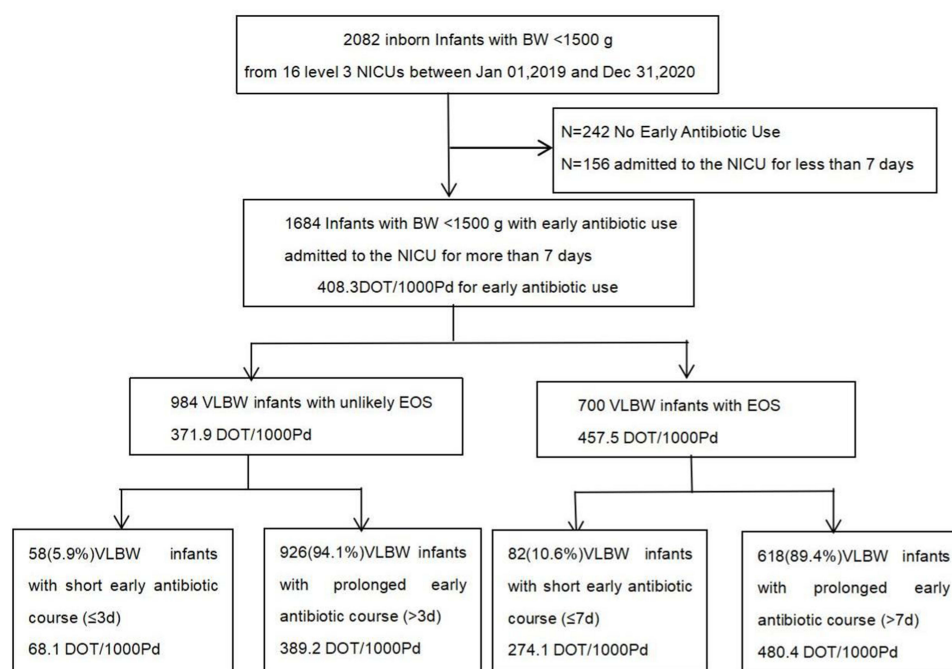 2082 inborn Infants with BW <1500 g
from 16 level 3 NICUs between Jan 01,2019 and Dec 31,2020
N=242 No Early Antibiotic Use
N=156 admitted to the NICU for less than 7 days
1684 Infants with BW <1500 g with early antibiotic use
admitted to the NICU for more than 7 days
408.3DOT/1000Pd for early antibiotic use
984 VLBW infants with unlikely EOS
371.9 DOT/1000Pd
700 VLBW infants with EOS
457.5 DOT/1000Pd
58(5.9%)VLBW infants
with short early antibiotic
course (≤3d)
68.1 DOT/1000Pd
926(94.1%)VLBW infants
with prolonged early
antibiotic course (>3d)
389.2 DOT/1000Pd
82(10.6%)VLBW infants
with short early antibiotic
course (≤7d)
274.1 DOT/1000Pd
618(89.4%)VLBW infants
with prolonged early
antibiotic course (>7d)
480.4 DOT/1000Pd